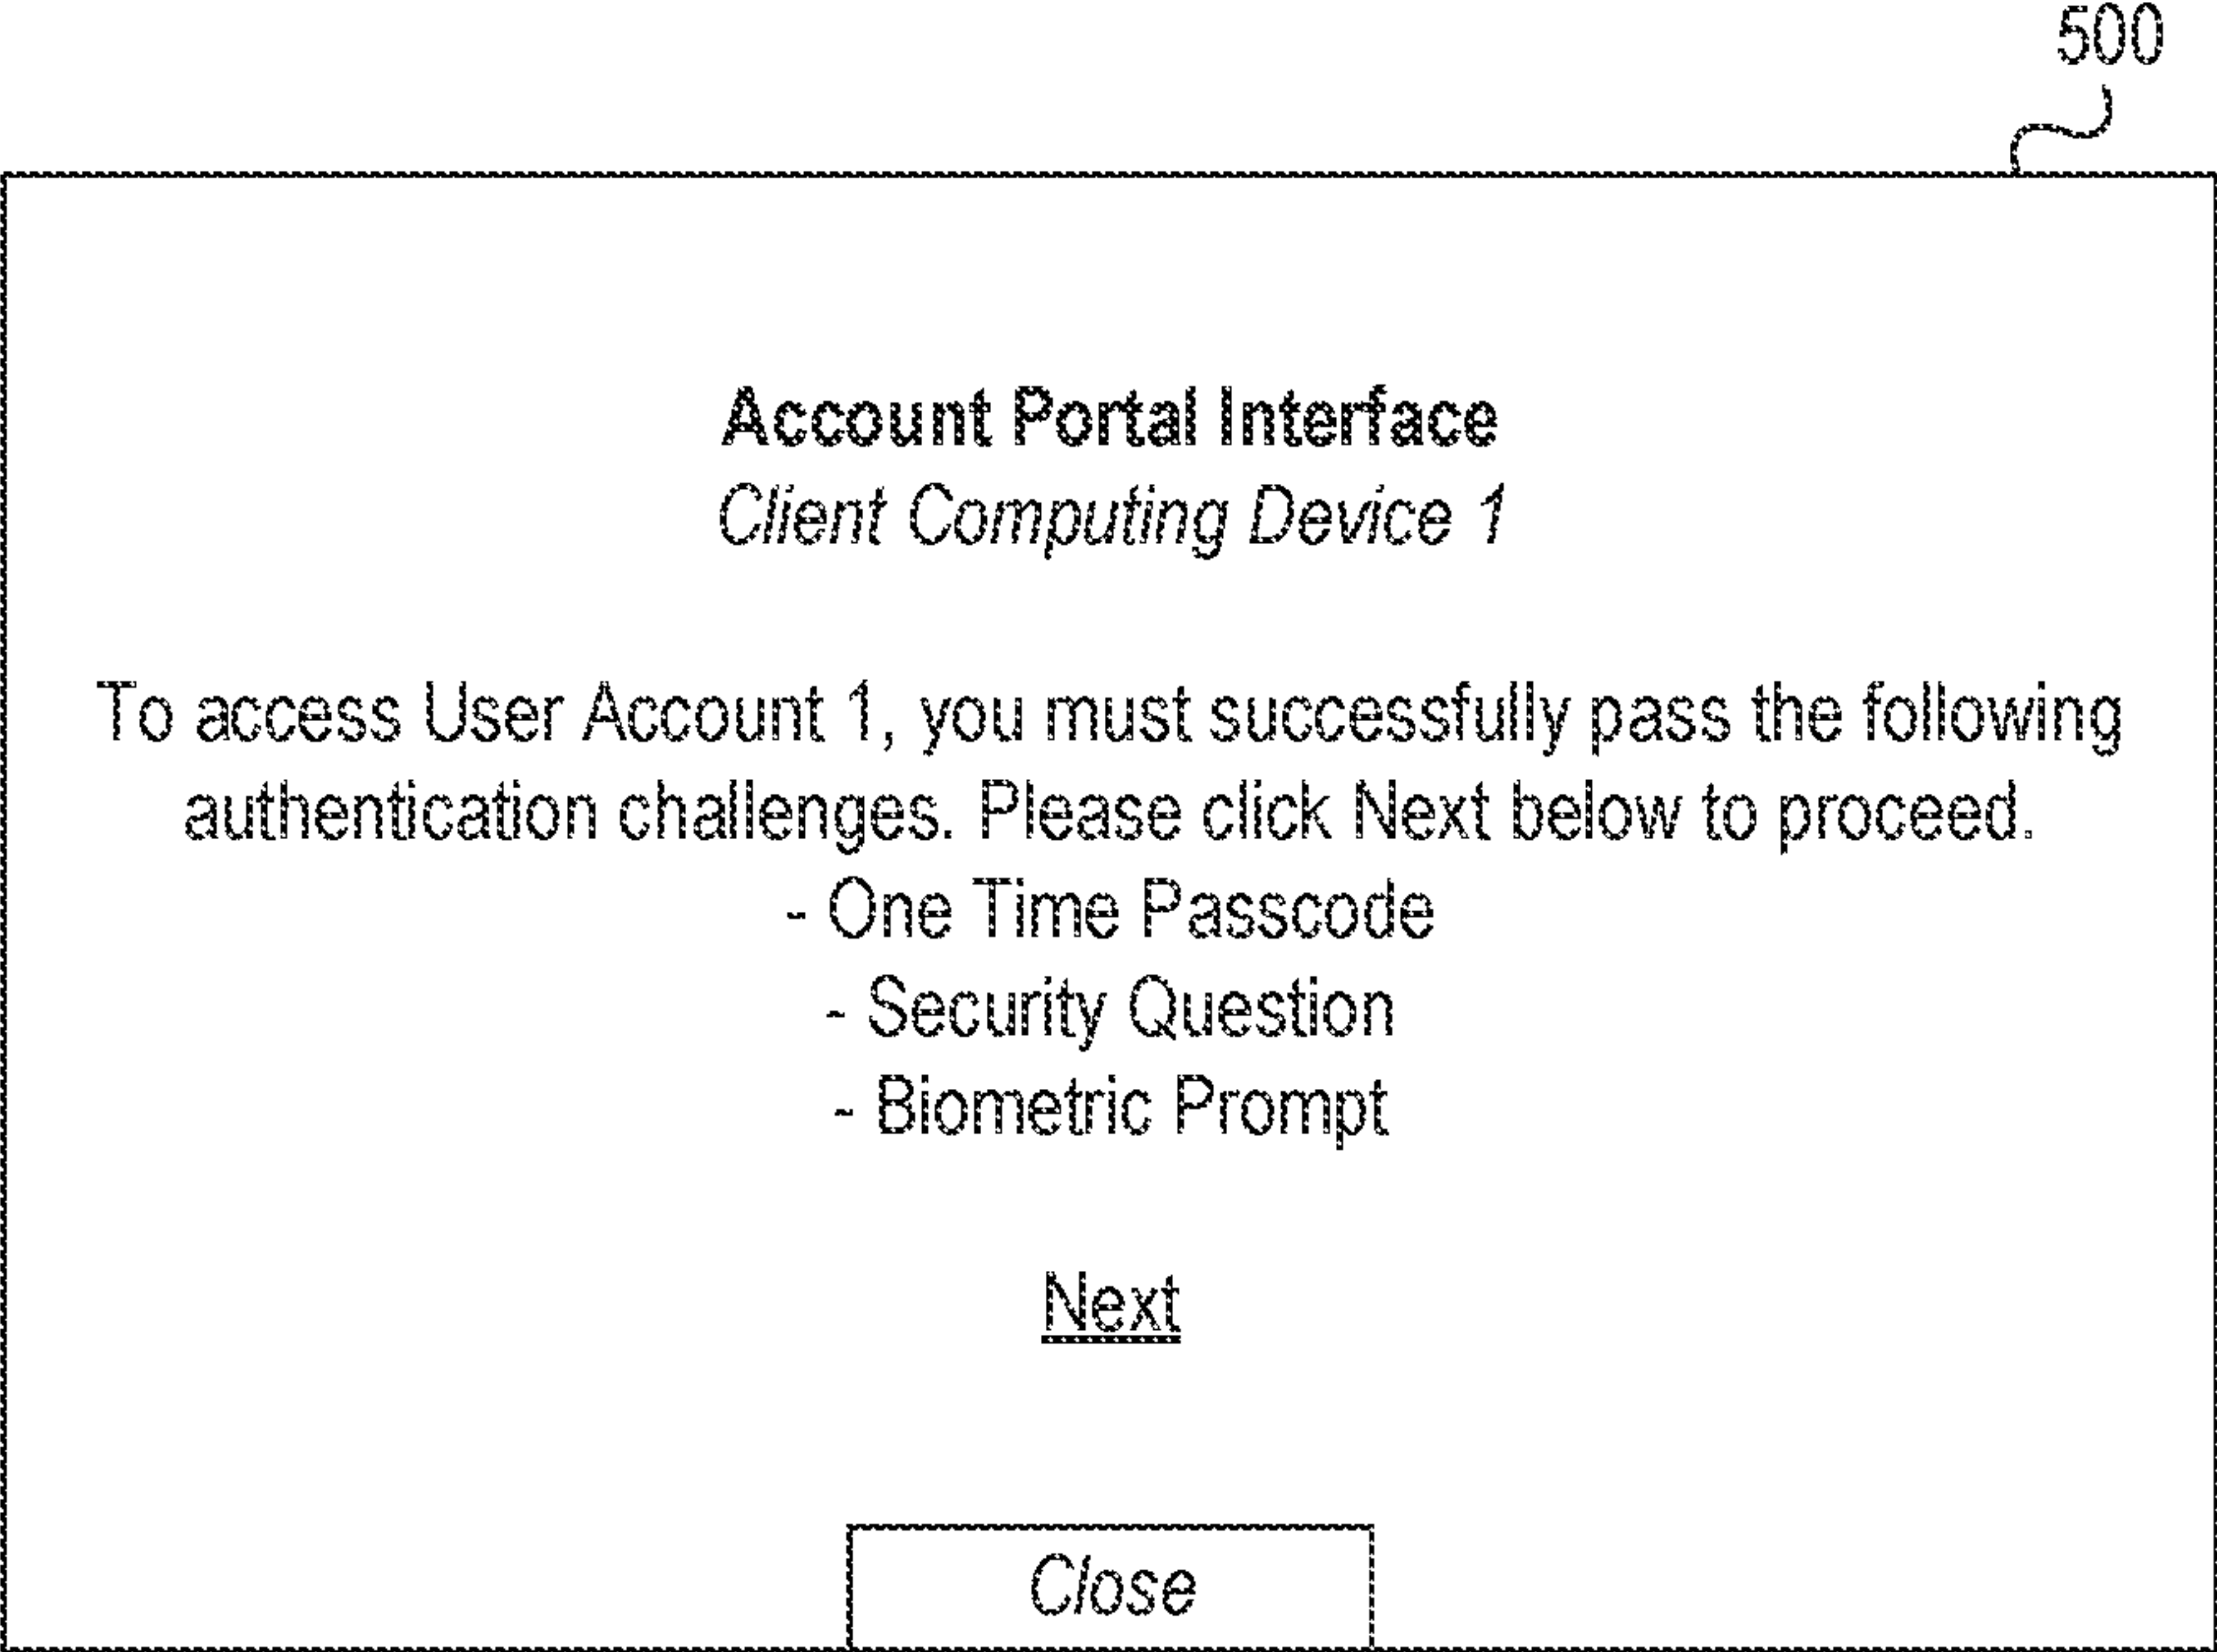 500
Account Portal Interface
Client Computing Device 1
To access User Account 1, you must successfully pass the following
authentication challenges. Please click Next below to proceed.
- One Time Passcode
- Security Question
- Biometric Prompt
Next
Close